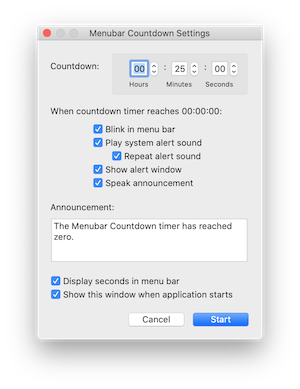 Menubar Countdown Settings
Countdown: 00 : 25 : 00
Hours Minutes Seconds
When countdown timer reaches 00:00:00:
Blink in menu bar
Play system alert sound
Repeat alert sound
Show alert window
Speak announcement
Announcement:
The Menubar Countdown timer has reached
zero.
Display seconds in menu bar
Show this window when application starts
Cancel Start